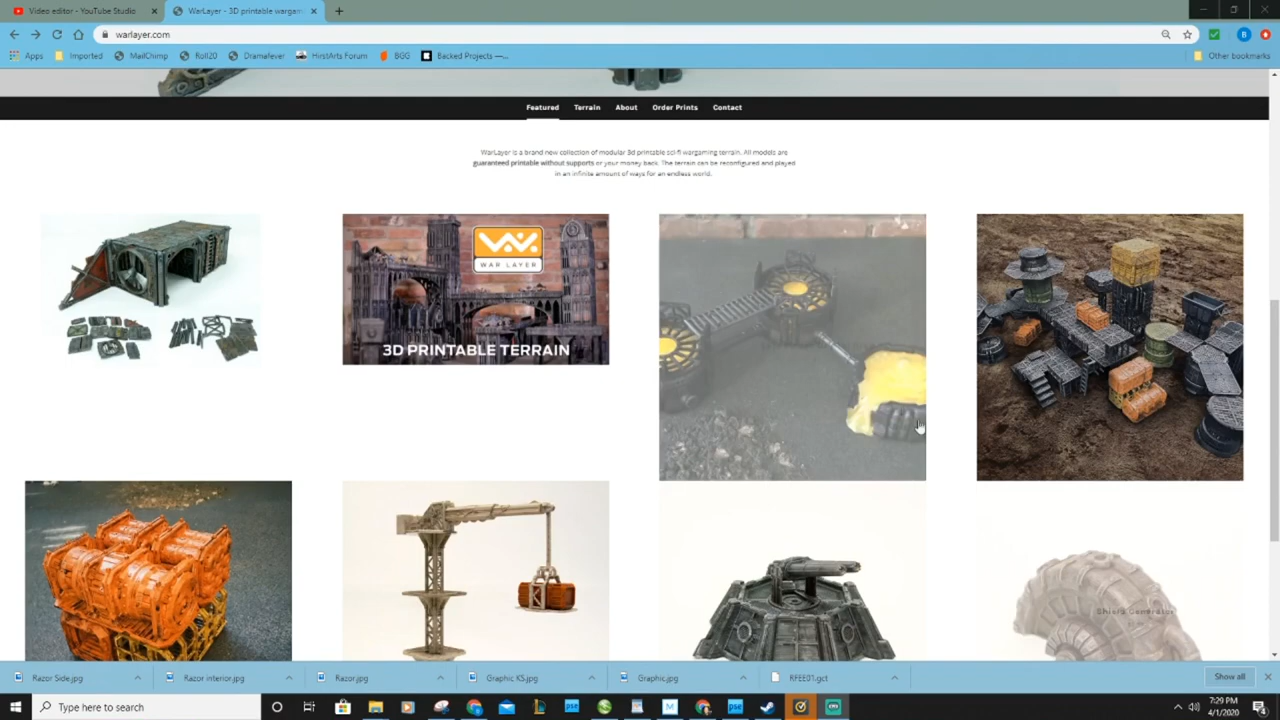 Video editor - YouTube Studio
WarLayer - 3D printable wargam
warlayer.com
Apps
Imported
MailChimp
Roll20
Dramafever
HirstArts Forum
BGG
Backed Projects —...
Other bookmarks
Featured
Terrain
About
Order Prints
Contact
WarLayer is a brand new collection of modular 3d printable sci-fi wargaming terrain. All models are
guaranteed printable without supports or your money back. The terrain can be reconfigured and played
in an infinite amount of ways for an endless world.
WAR LAYER
3D PRINTABLE TERRAIN
Shield Generator
Razor Side.jpg
Razor interior.jpg
Razor.jpg
Graphic KS.jpg
Graphic.jpg
RFEE01.gct
Show all
Type here to search
7:29 PM
4/1/2020